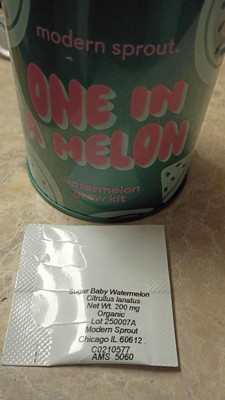 modern sprout.
ONE IN
A MELON
watermelon
grow kit
Sugar Baby Watermelon
Citrullus lanatus
Net Wt. 200 mg
Organic
Lot 250007A
Modern Sprout
Chicago IL 60612
C0210577
AMS 5060